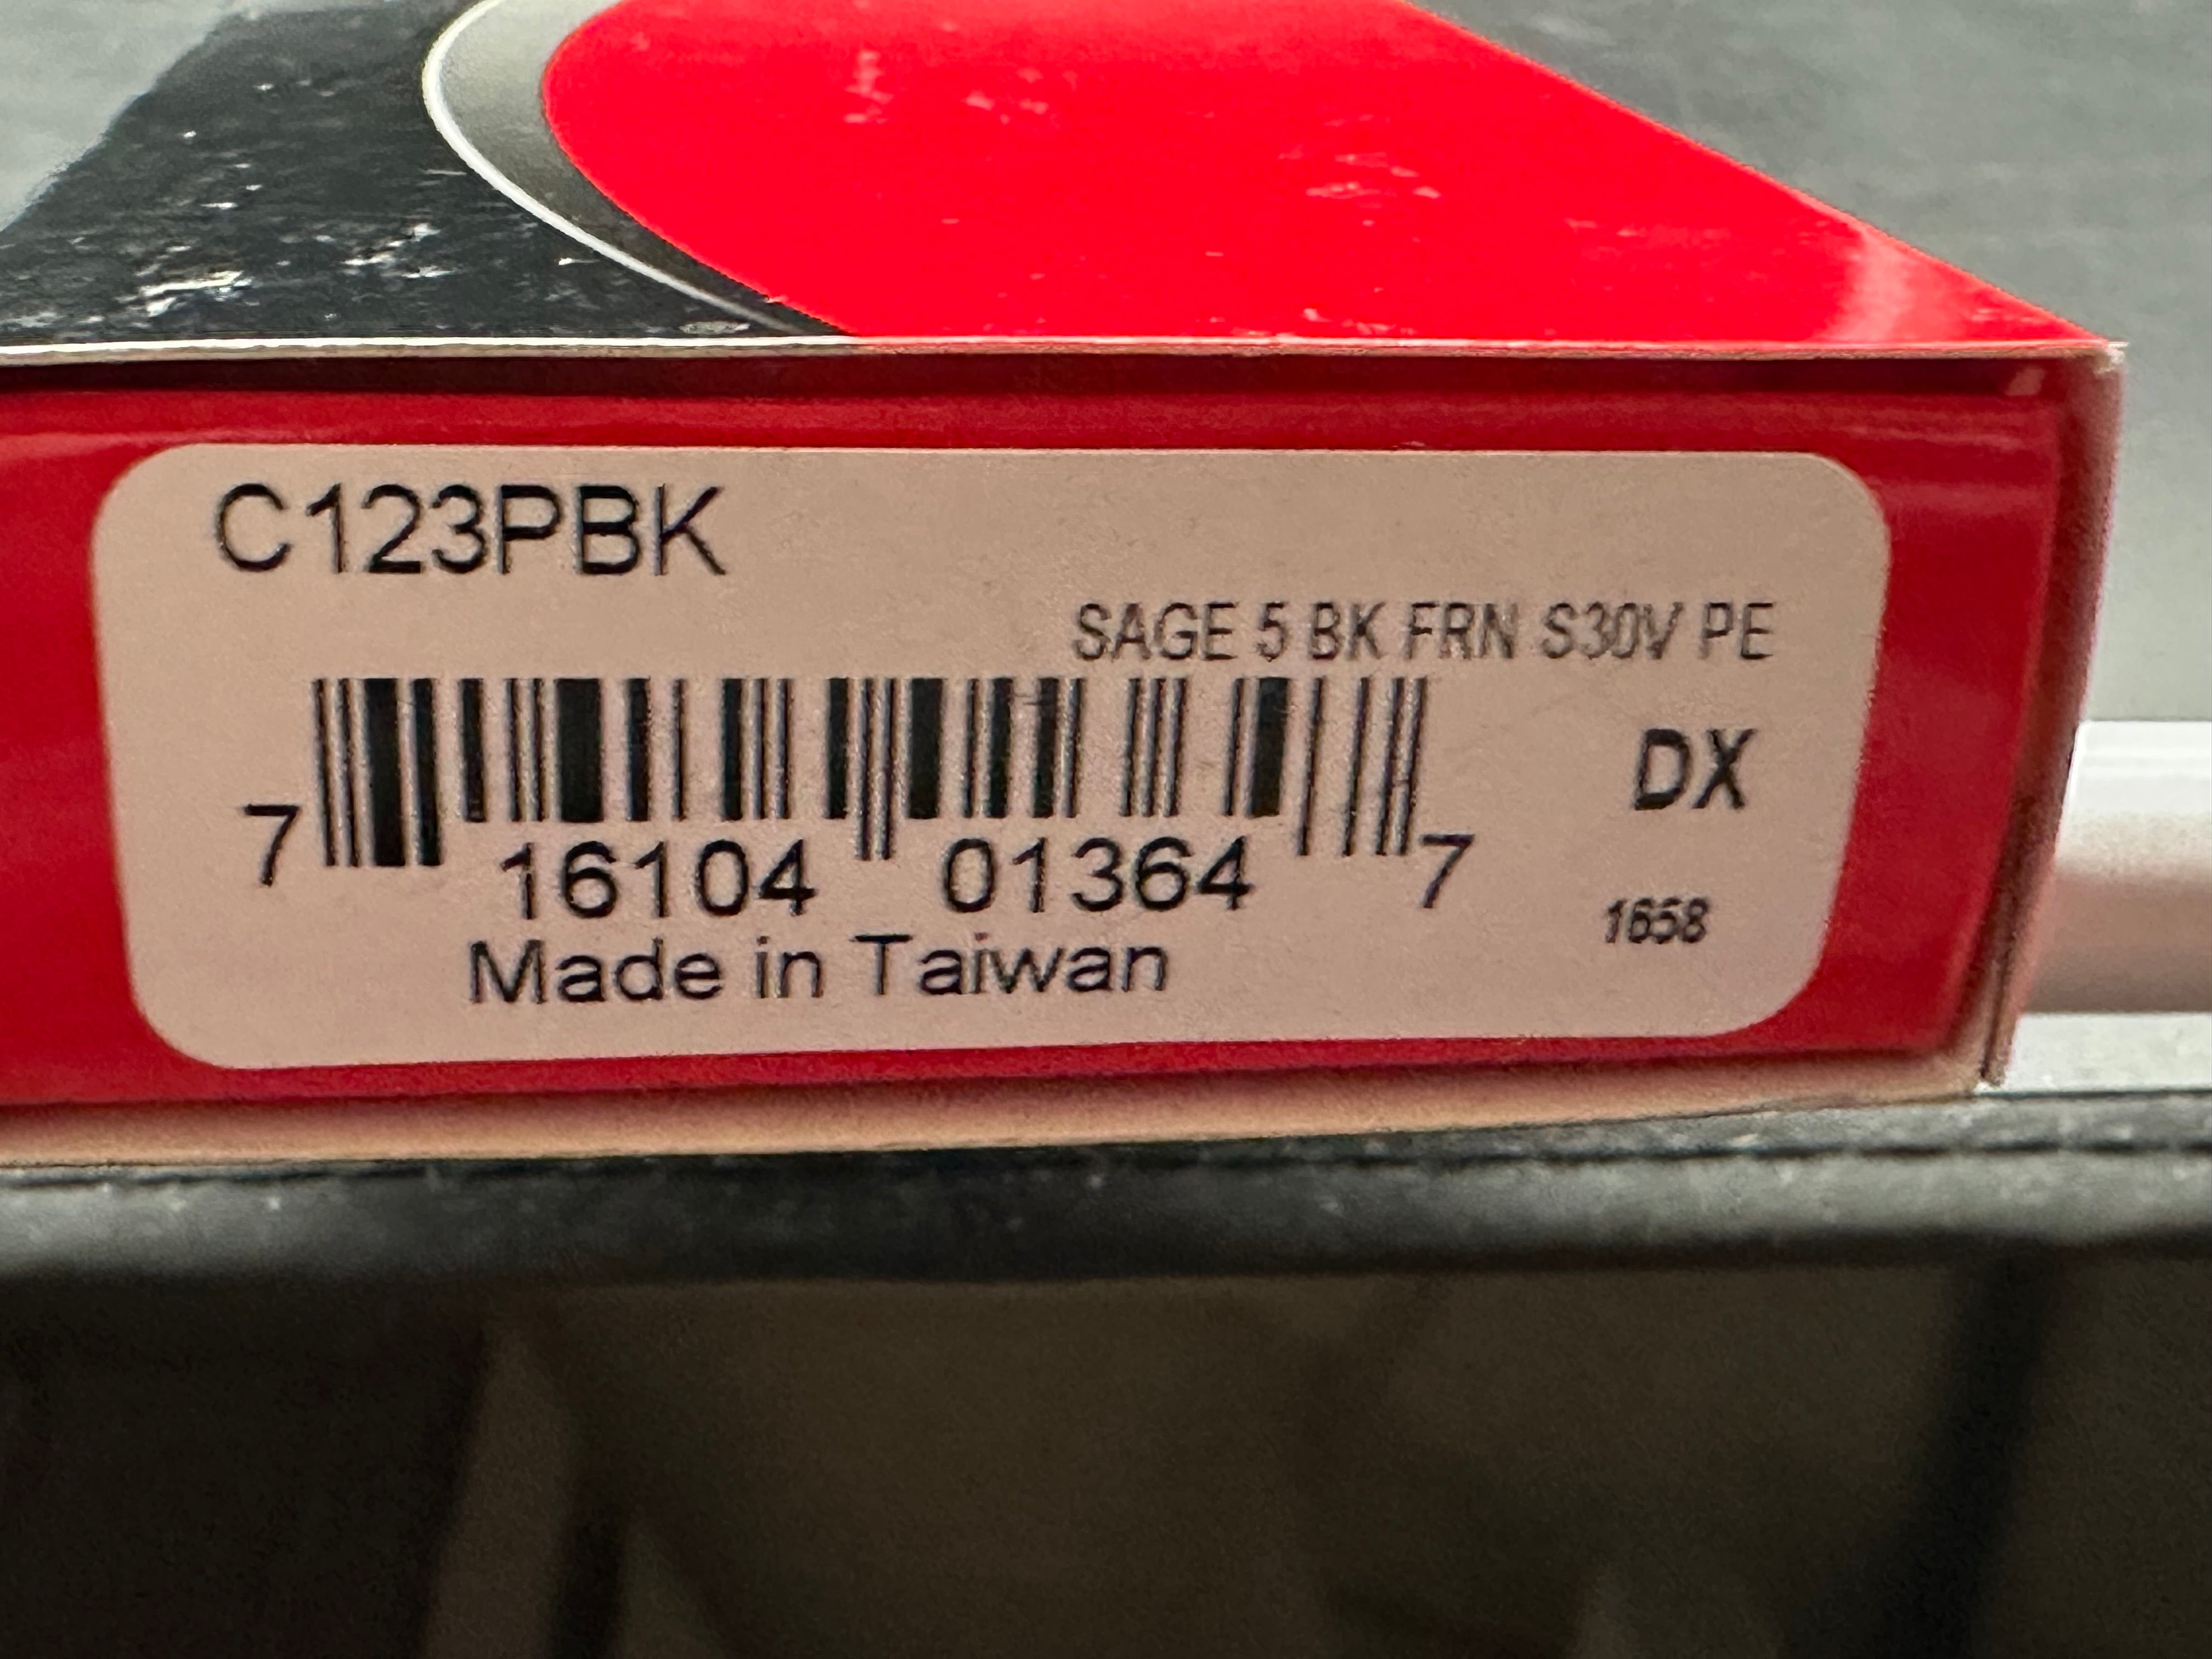 C123PBK
SAGE 5 BK FRN S30V PE
DX
7 16104 01364 7
1658
Made in Taiwan